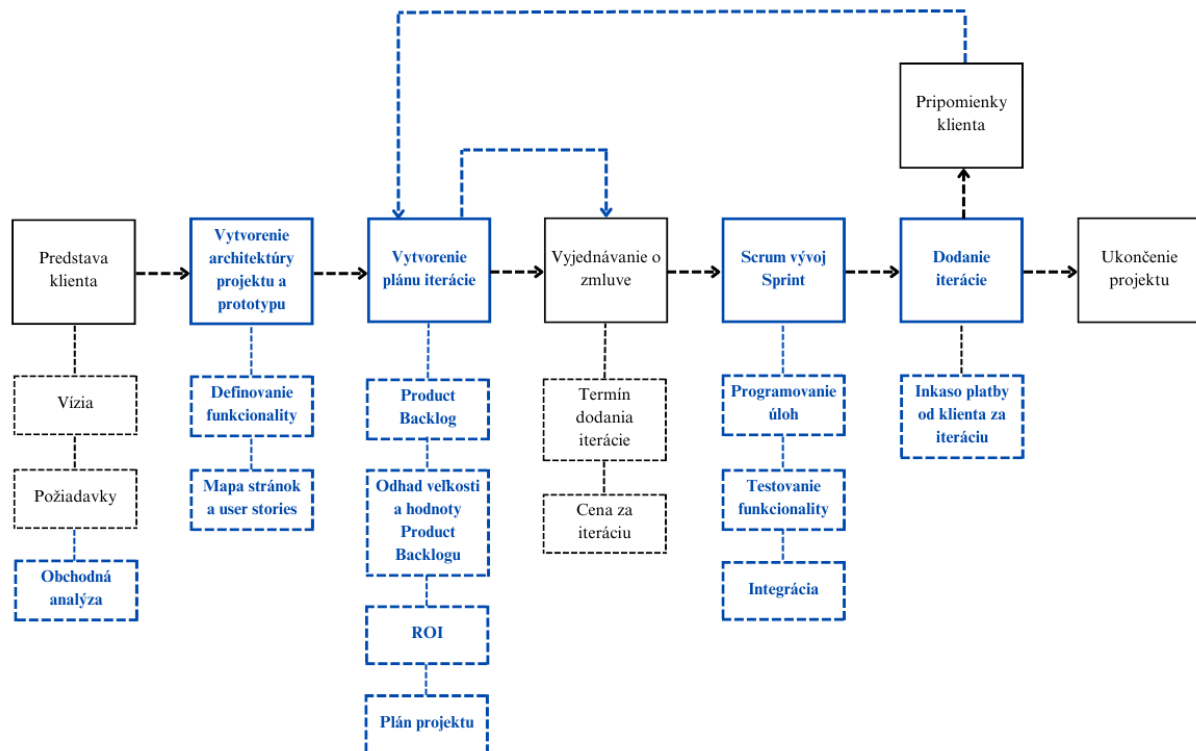 Pripomienky
klienta
Predstava
klienta
Vytvorenie
architektúry
projektu a
prototypu
Vytvorenie
plánu iterácie
Vyjednávanie o
zmluve
Scrum vývoj
Sprint
Dodanie
iterácie
Ukončenie
projektu
Vízia
Požiadavky
Obchodná
analýza
Definovanie
funkcionality
Mapa stránok
a user stories
Product
Backlog
Odhad veľkosti
a hodnoty
Product
Backlogu
ROI
Plán projektu
Termín
dodania
iterácie
Cena za
iteráciu
Programovanie
úloh
Testovanie
funkcionality
Integrácia
Inkaso platby
od klienta za
iteráciu